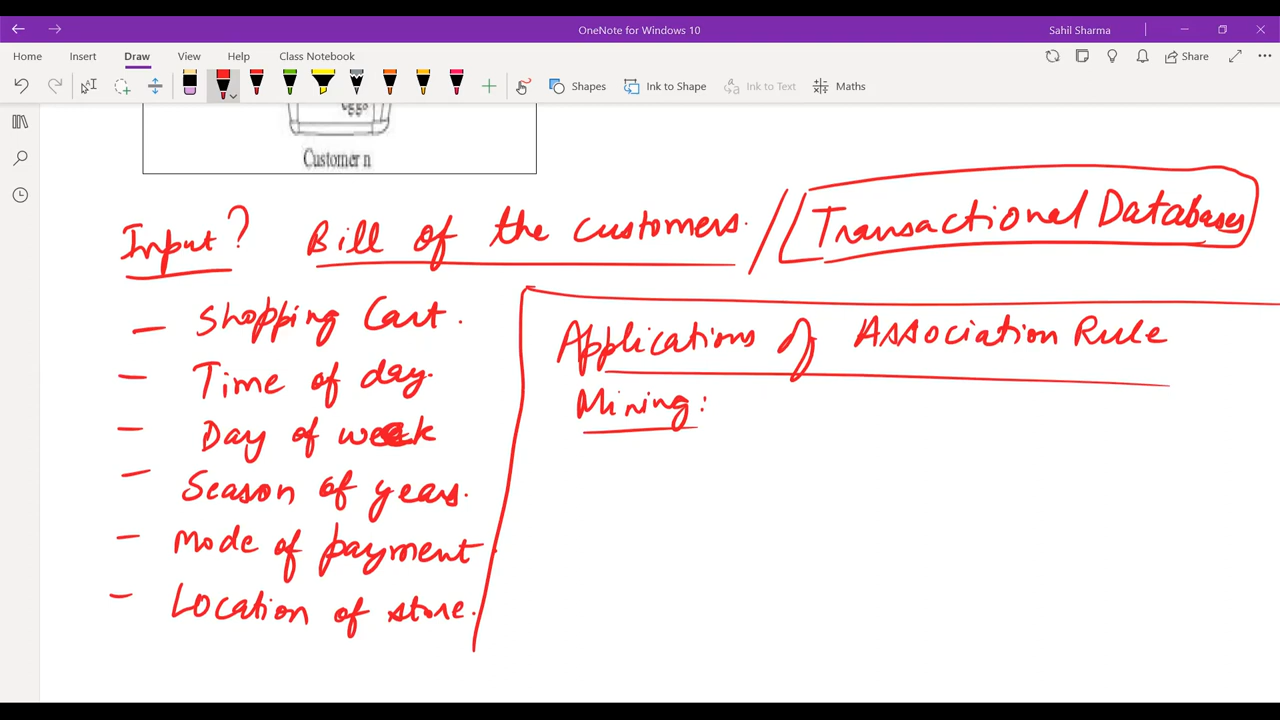 OneNote for Windows 10
Sahil Sharma
Home Insert Draw View Help Class Notebook
Share
Shapes Ink to Shape Ink to Text Maths
eggs
Customer n
Input? Bill of the customers. / Transactional Databases
- Shopping Cart.
- Time of day.
- Day of week
- Season of years.
- Mode of payment.
- Location of store.
Applications of Association Rule
Mining: